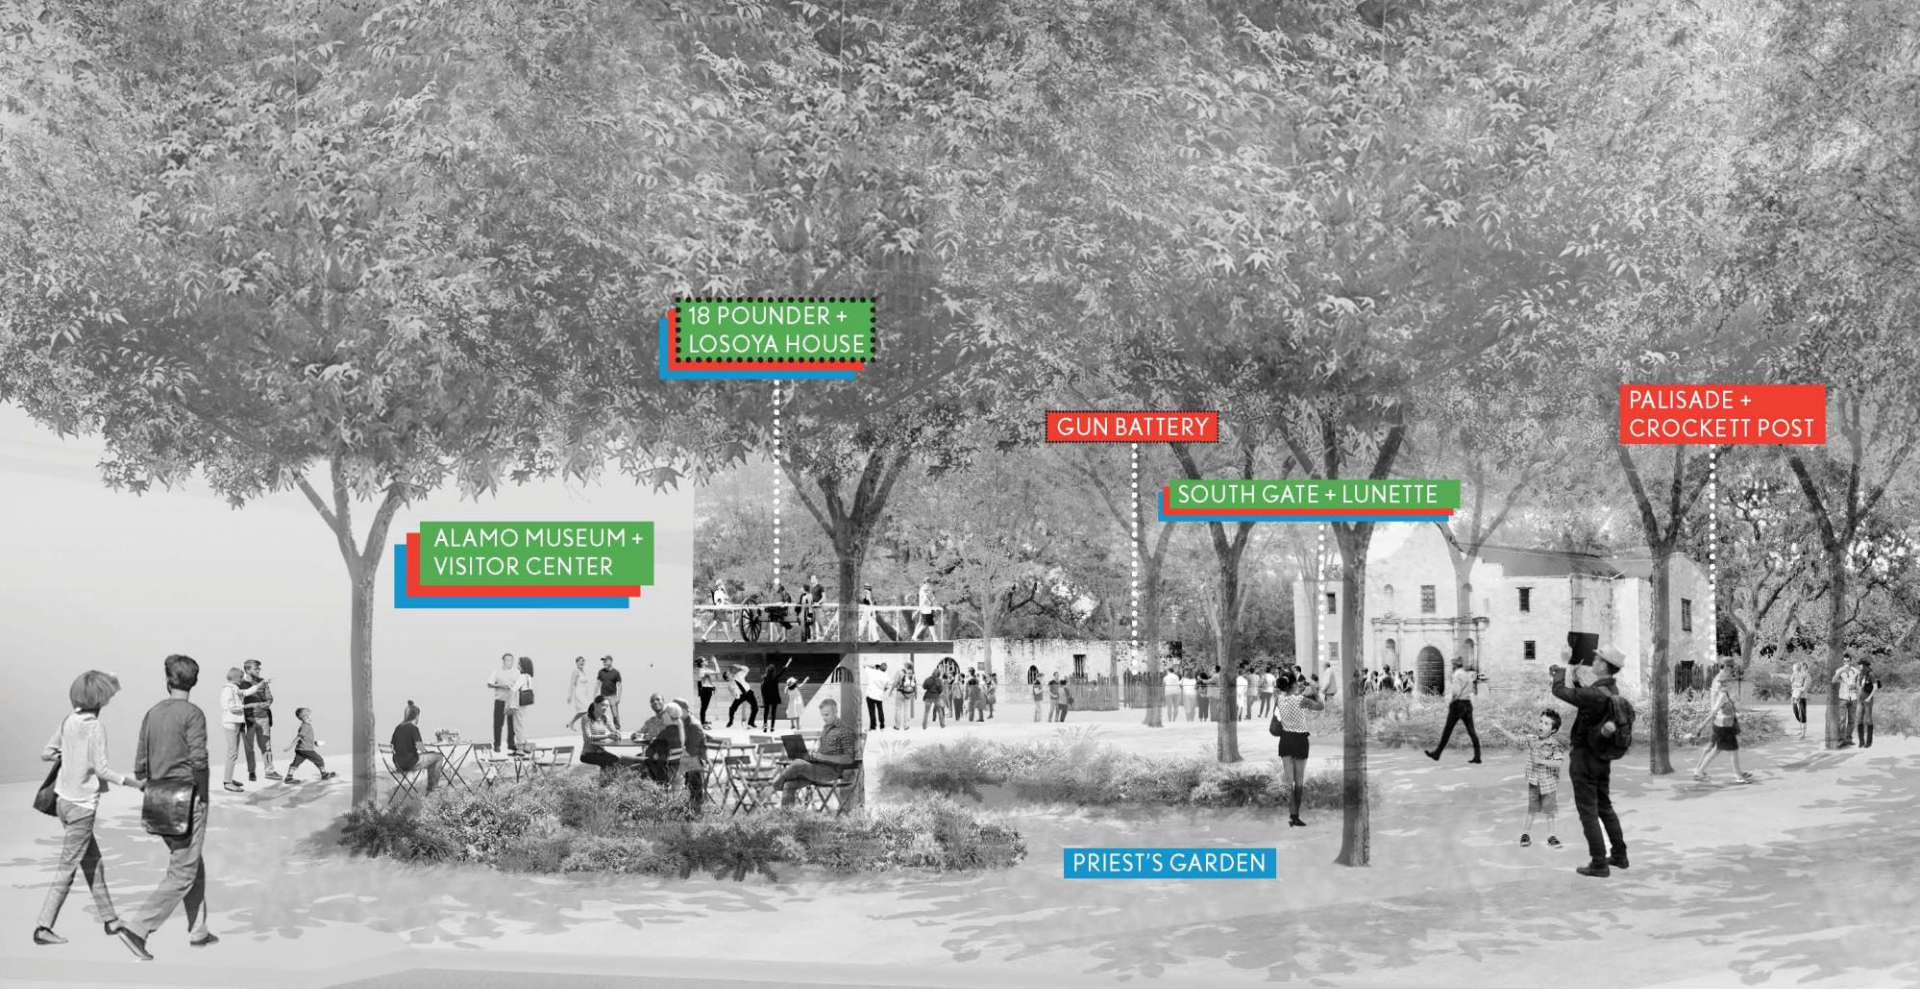 18 POUNDER +
LOSOYA HOUSE
PALISADE +
CROCKETT POST
GUN BATTERY
SOUTH GATE + LUNETTE
ALAMO MUSEUM +
VISITOR CENTER
PRIEST'S GARDEN